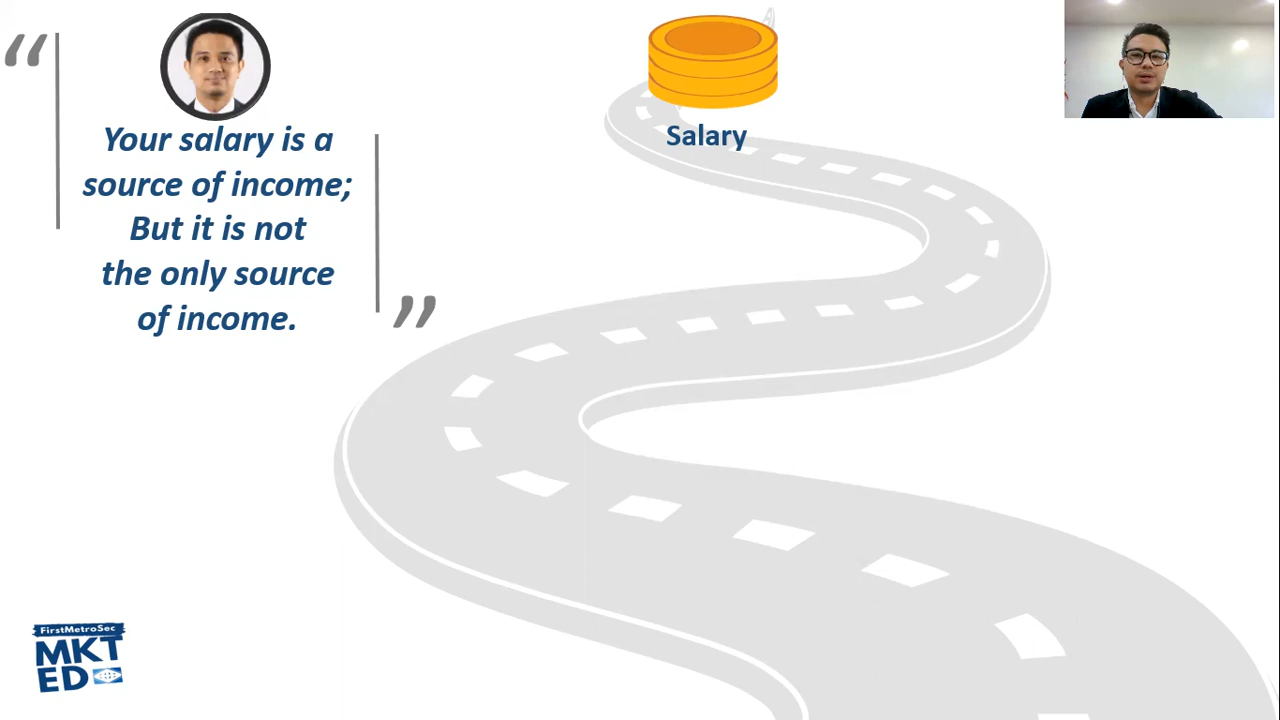 “
Your salary is a
source of income;
But it is not
the only source
of income.
”
Salary
FirstMetroSec
MKT
ED